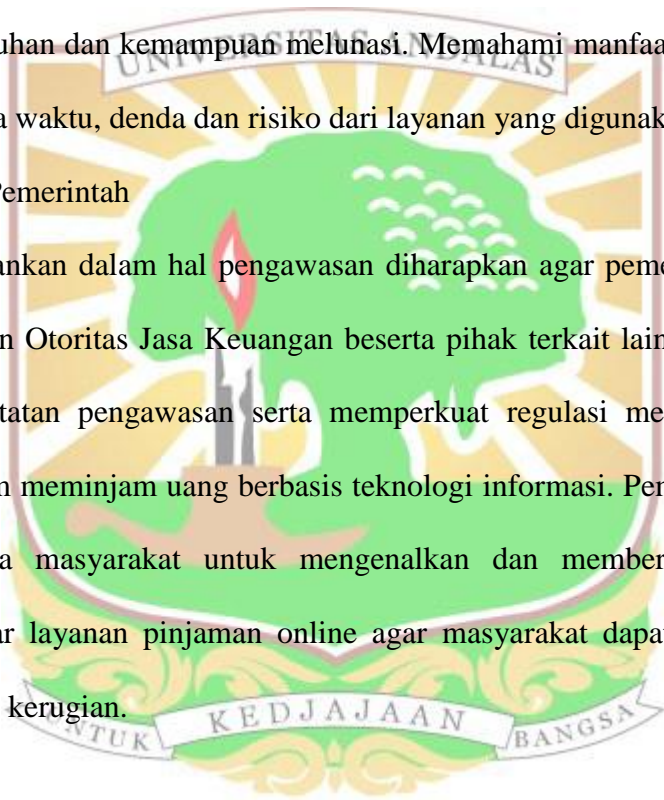 uhan dan kemampuan melunasi. Memahami manfaa
UNIVERSITAS ANDALAS
a waktu, denda dan risiko dari layanan yang digunak
Pemerintah
ankan dalam hal pengawasan diharapkan agar peme
n Otoritas Jasa Keuangan beserta pihak terkait lain
tatan pengawasan serta memperkuat regulasi me
n meminjam uang berbasis teknologi informasi. Pen
a masyarakat untuk mengenalkan dan member
ar layanan pinjaman online agar masyarakat dapa
kerugian.
UNTUK KEDJAJAAN BANGSA